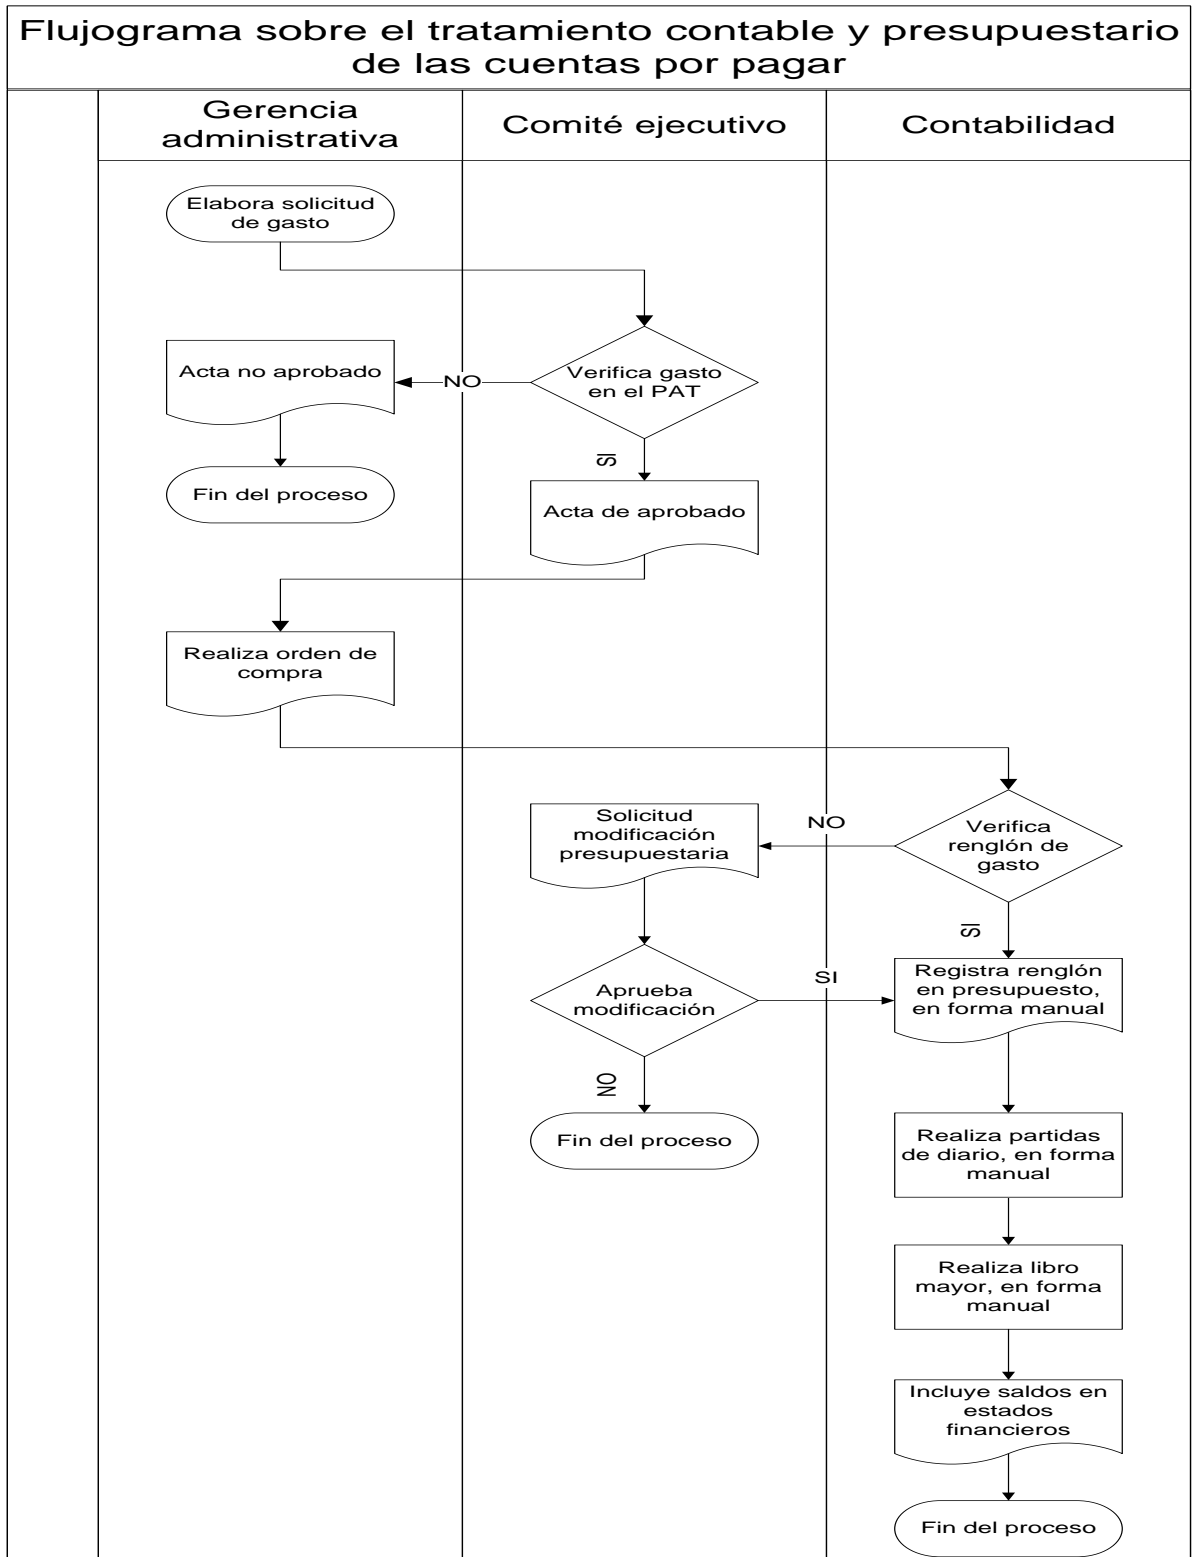 Flujograma sobre el tratamiento contable y presupuestario
de las cuentas por pagar
Gerencia
administrativa
Comité ejecutivo
Contabilidad
Elabora solicitud
de gasto
Verifica gasto
en el PAT
NO
Acta no aprobado
Fin del proceso
SI
Acta de aprobado
Realiza orden de
compra
Verifica
renglón de
gasto
NO
Solicitud
modificación
presupuestaria
SI
Aprueba
modificación
SI
Registra renglón
en presupuesto,
en forma manual
NO
Fin del proceso
Realiza partidas
de diario, en forma
manual
Realiza libro
mayor, en forma
manual
Incluye saldos en
estados
financieros
Fin del proceso